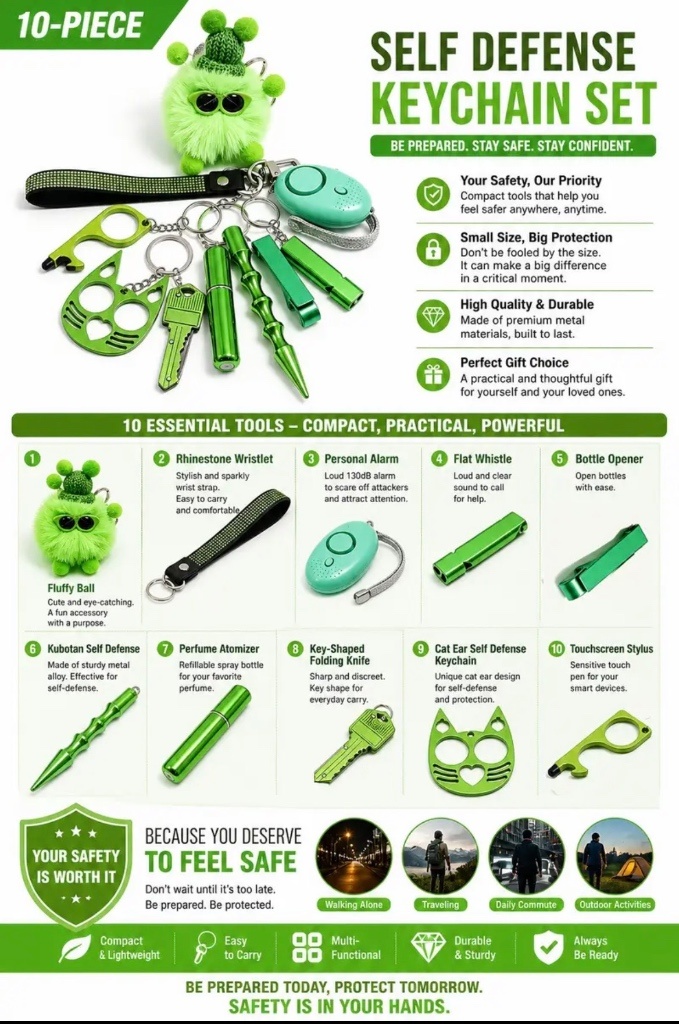 10-PIECE
SELF DEFENSE
KEYCHAIN SET
BE PREPARED. STAY SAFE. STAY CONFIDENT.
Your Safety, Our Priority
Compact tools that help you
feel safer anywhere, anytime.
Small Size, Big Protection
Don't be fooled by the size.
It can make a big difference
in a critical moment.
High Quality & Durable
Made of premium metal
materials, built to last.
Perfect Gift Choice
A practical and thoughtful gift
for yourself and your loved ones.
10 ESSENTIAL TOOLS – COMPACT, PRACTICAL, POWERFUL
1
Fluffy Ball
Cute and eye-catching.
A fun accessory
with a purpose.
2 Rhinestone Wristlet
Stylish and sparkly
wrist strap.
Easy to carry
and comfortable.
3 Personal Alarm
Loud 130dB alarm
to scare off attackers
and attract attention.
4 Flat Whistle
Loud and clear
sound to call
for help.
5 Bottle Opener
Open bottles
with ease.
6 Kubotan Self Defense
Made of sturdy metal
alloy. Effective for
self-defense.
7 Perfume Atomizer
Refillable spray bottle
for your favorite
perfume.
8 Key-Shaped
Folding Knife
Sharp and discreet.
Key shape for
everyday carry.
9 Cat Ear Self Defense
Keychain
Unique cat ear design
for self-defense
and protection.
10 Touchscreen Stylus
Sensitive touch
pen for your
smart devices.
YOUR SAFETY
IS WORTH IT
BECAUSE YOU DESERVE
TO FEEL SAFE
Don't wait until it's too late.
Be prepared. Be protected.
Walking Alone
Traveling
Daily Commute
Outdoor Activities
Compact
& Lightweight
Easy
to Carry
Multi-
Functional
Durable
& Sturdy
Always
Be Ready
BE PREPARED TODAY, PROTECT TOMORROW.
SAFETY IS IN YOUR HANDS.